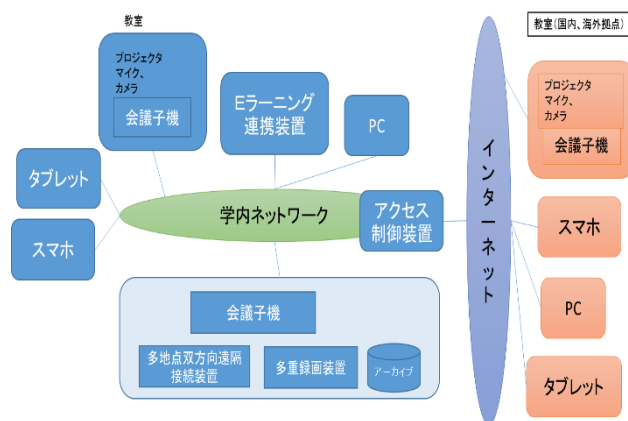 教室
プロジェクタ
マイク、
カメラ
会議子機
Eラーニング
連携装置
PC
タブレット
スマホ
学内ネットワーク
アクセス
制御装置
会議子機
多地点双方向遠隔
接続装置
多重録画装置
アーカイブ
インターネット
教室(国内、海外拠点)
プロジェクタ
マイク、
カメラ
会議子機
スマホ
PC
タブレット